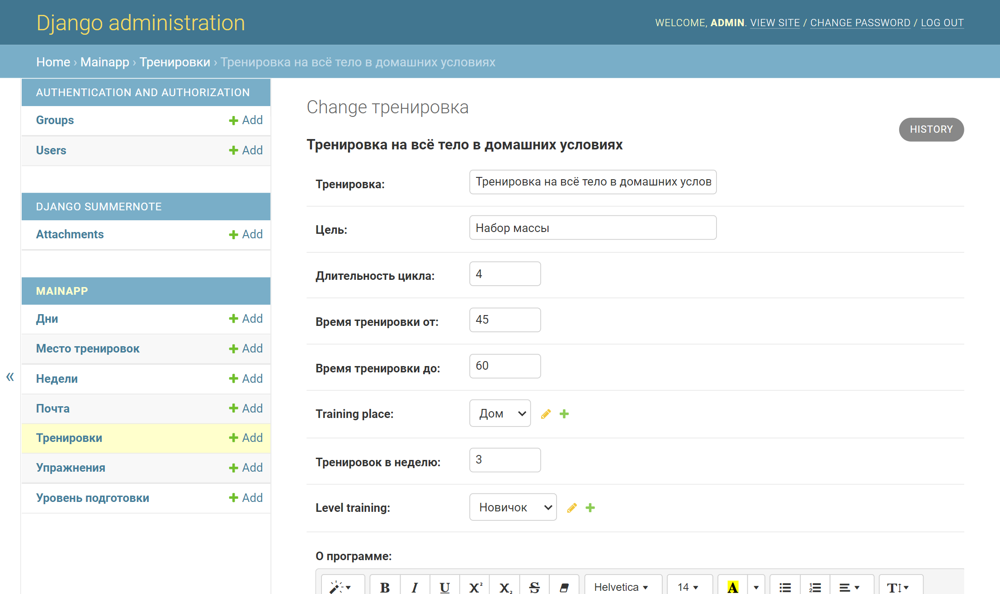 Django administration
WELCOME, ADMIN. VIEW SITE / CHANGE PASSWORD / LOG OUT
Home › Mainapp › Тренировки › Тренировка на всё тело в домашних условиях
AUTHENTICATION AND AUTHORIZATION
Groups Add
Users Add
DJANGO SUMMERNOTE
Attachments Add
MAINAPP
Дни Add
Место тренировок Add
Недели Add
Почта Add
Тренировки Add
Упражнения Add
Уровень подготовки Add
«
Change тренировка
HISTORY
Тренировка на всё тело в домашних условиях
Тренировка: Тренировка на всё тело в домашних услов
Цель: Набор массы
Длительность цикла: 4
Время тренировки от: 45
Время тренировки до: 60
Training place: Дом
Тренировок в неделю: 3
Level training: Новичок
О программе:
B I U X² X₂ S Helvetica 14 A T